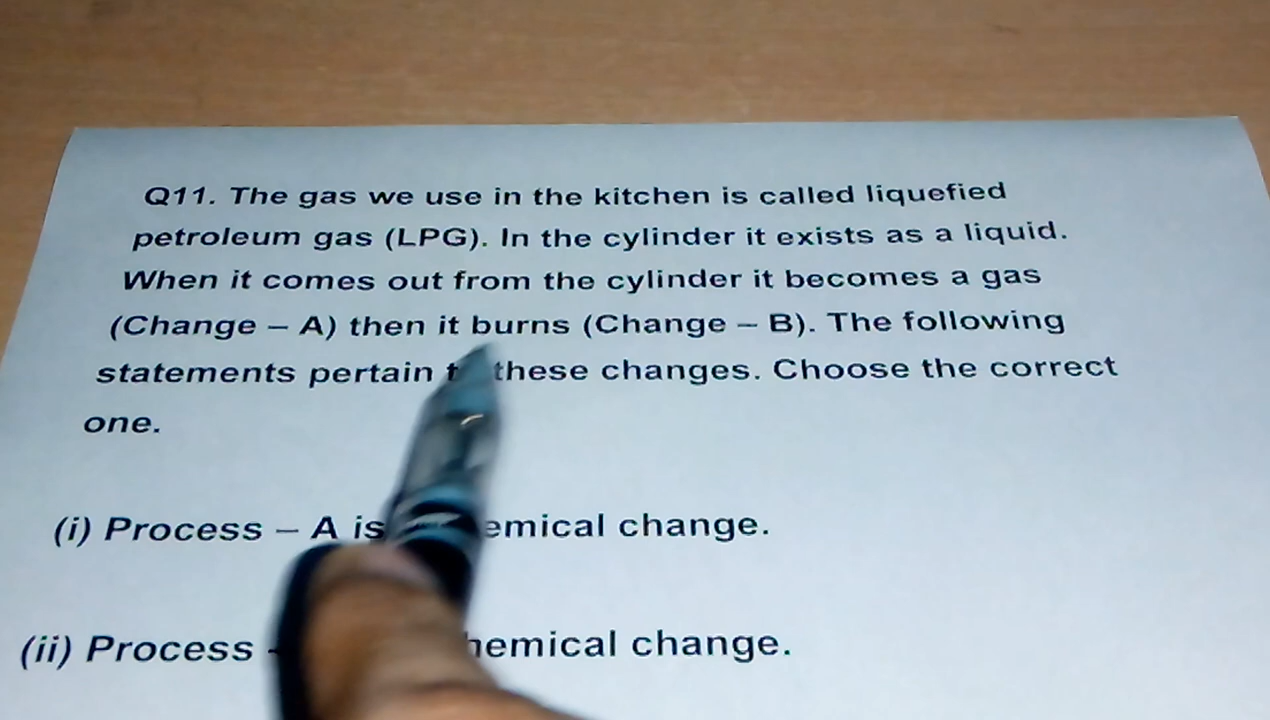 Q11. The gas we use in the kitchen is called liquefied
petroleum gas (LPG). In the cylinder it exists as a liquid.
When it comes out from the cylinder it becomes a gas
(Change – A) then it burns (Change – B). The following
statements pertain these changes. Choose the correct
one.
(i) Process – A is change.
(ii) Process change.